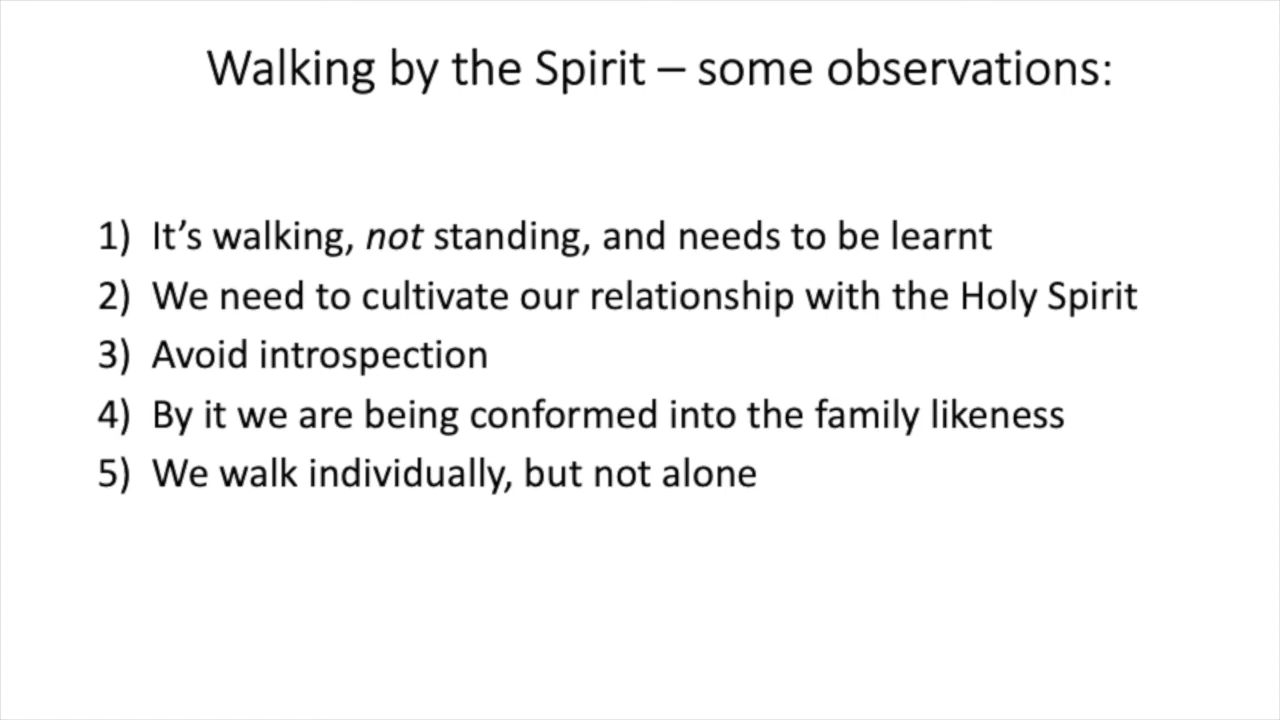 Walking by the Spirit – some observations:
1) It’s walking, not standing, and needs to be learnt
2) We need to cultivate our relationship with the Holy Spirit
3) Avoid introspection
4) By it we are being conformed into the family likeness
5) We walk individually, but not alone